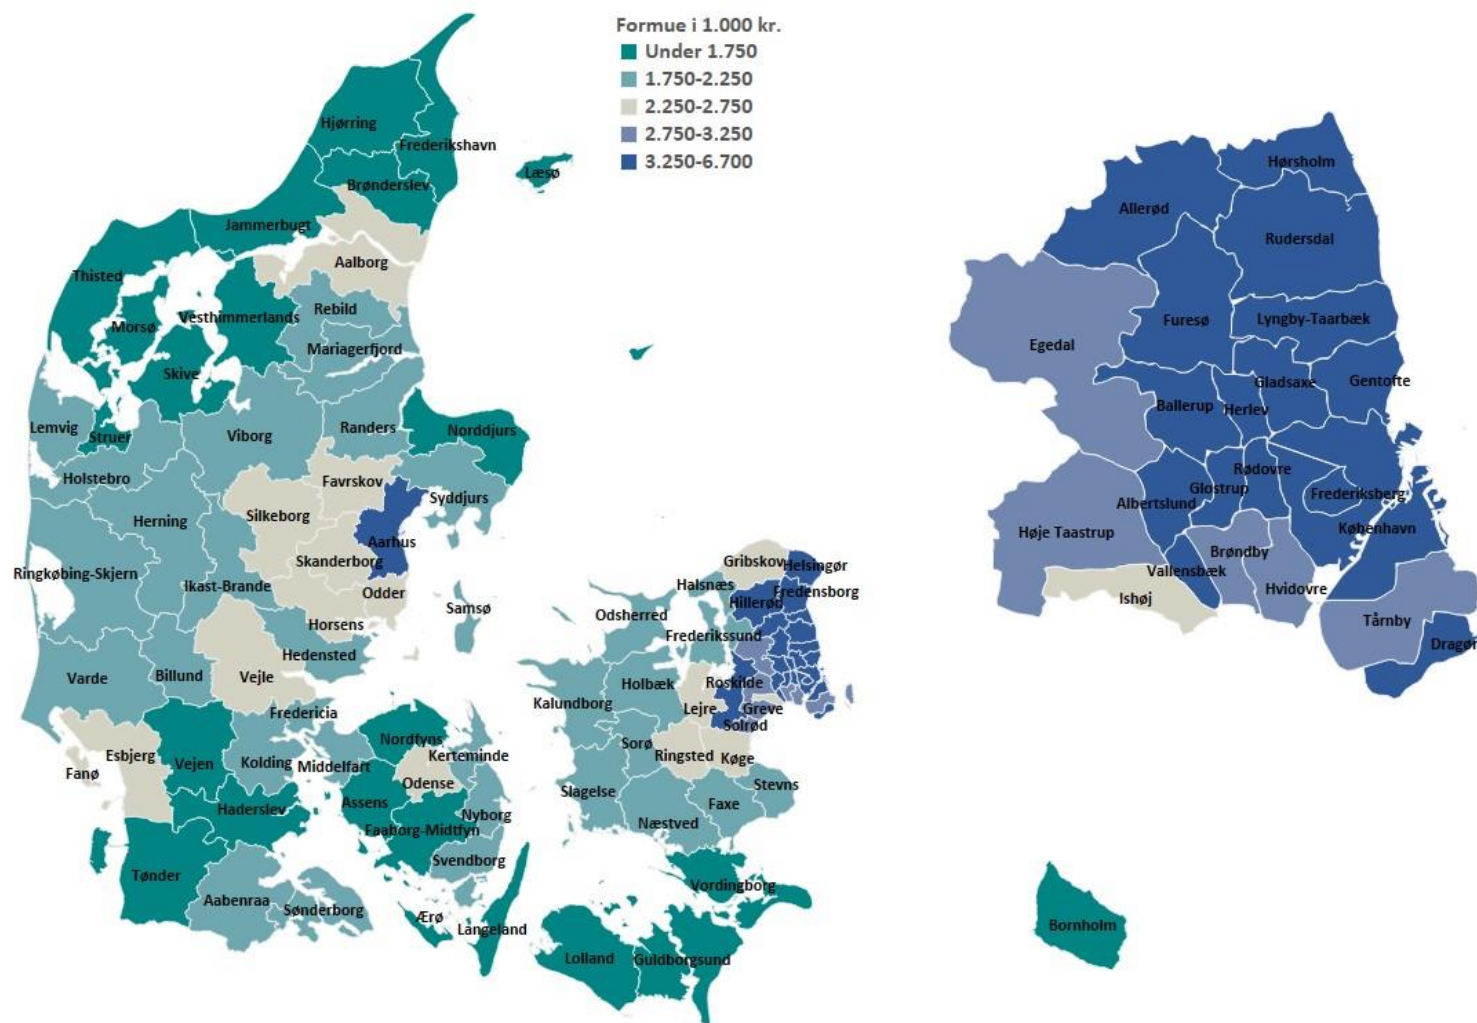 Formue i 1.000 kr.
Under 1.750
1.750-2.250
2.250-2.750
2.750-3.250
3.250-6.700
Hjørring
Frederikshavn
Læsø
Brønderslev
Jammerbugt
Aalborg
Thisted
Rebild
Vesthimmerlands
Morsø
Mariagerfjord
Skive
Lemvig
Struer
Viborg
Randers
Norddjurs
Holstebro
Favrskov
Syddjurs
Herning
Silkeborg
Aarhus
Skanderborg
Ringkøbing-Skjern
Ikast-Brande
Odder
Samsø
Horsens
Hedensted
Varde
Billund
Vejle
Fredericia
Esbjerg
Fanø
Vejen
Kolding
Middelfart
Nordfyns
Kerteminde
Odense
Assens
Nyborg
Haderslev
Faaborg-Midtfyn
Svendborg
Tønder
Aabenraa
Sønderborg
Ærø
Langeland
Gribskov
Helsingør
Halsnæs
Fredensborg
Hillerød
Odsherred
Frederikssund
Holbæk
Roskilde
Kalundborg
Lejre
Greve
Solrød
Sorø
Ringsted
Køge
Stevns
Slagelse
Faxe
Næstved
Vordingborg
Lolland
Guldborgsund
Hørsholm
Allerød
Rudersdal
Furesø
Lyngby-Taarbæk
Egedal
Gladsaxe
Gentofte
Ballerup
Herlev
Rødovre
Glostrup
Frederiksberg
Albertslund
København
Høje Taastrup
Brøndby
Vallensbæk
Hvidovre
Ishøj
Tårnby
Dragør
Bornholm